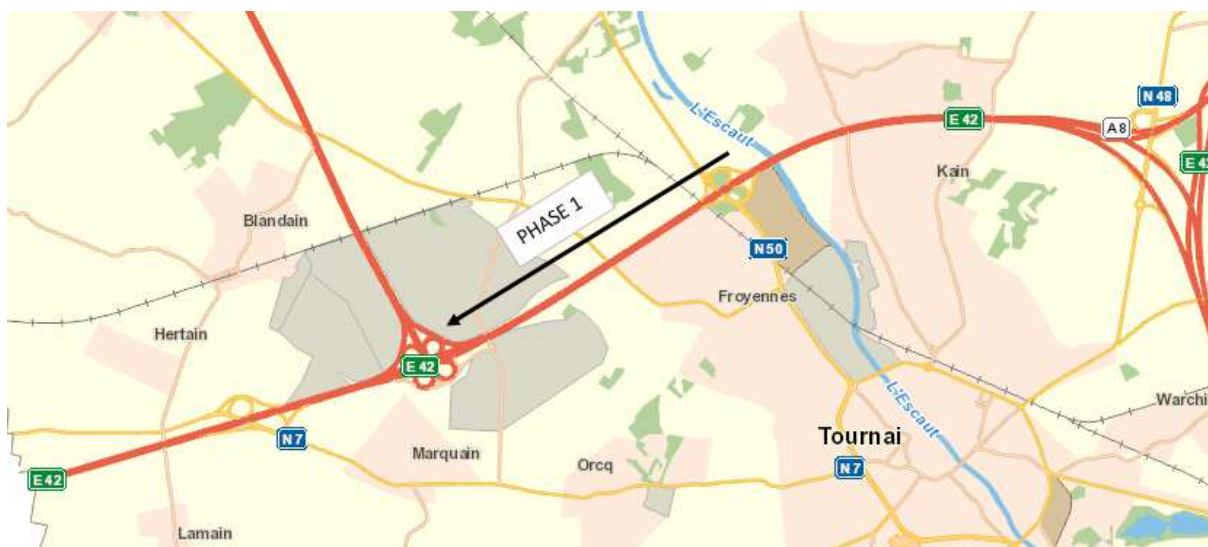 N 48
L'Escaut
E 42
A8
E 42
Kain
PHASE 1
Blandain
N50
Froyennes
Hertain
E 42
L'Escaut
Warchi
Tournai
N7
Marquain
Orcq
N7
E42
Lamain